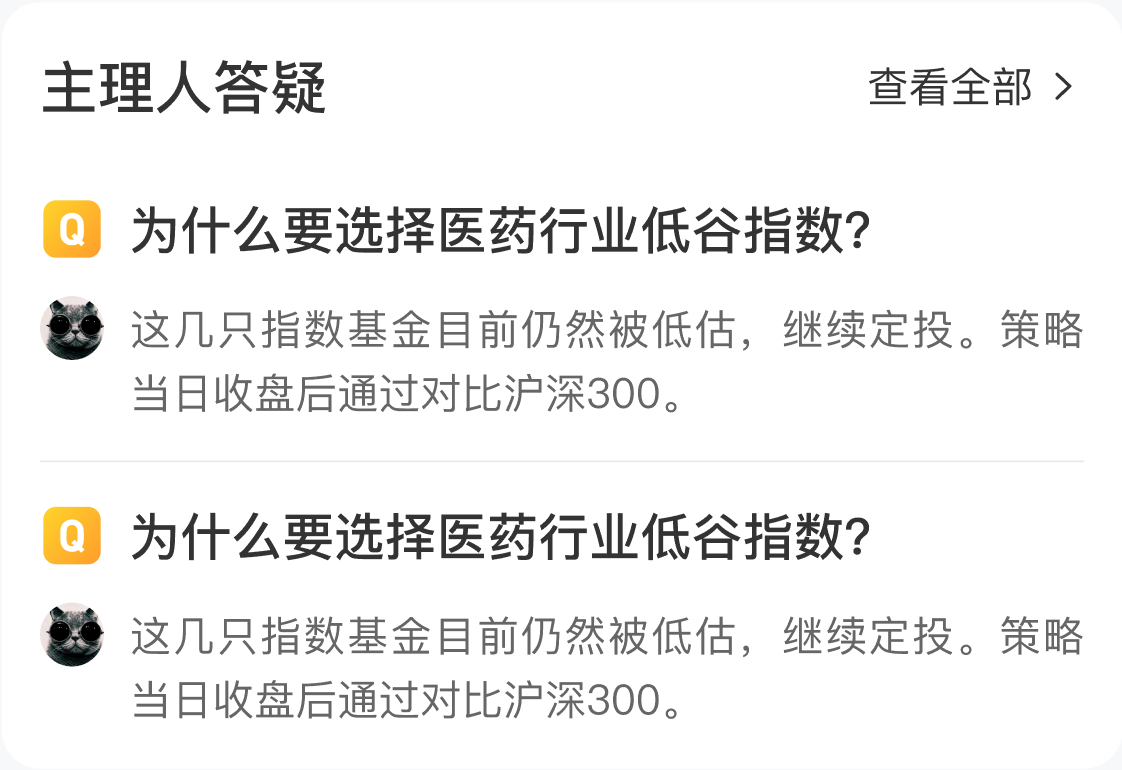 主理人答疑 查看全部
Q 为什么要选择医药行业低谷指数?
这几只指数基金目前仍然被低估，继续定投。策略
当日收盘后通过对比沪深300。
Q 为什么要选择医药行业低谷指数?
这几只指数基金目前仍然被低估，继续定投。策略
当日收盘后通过对比沪深300。